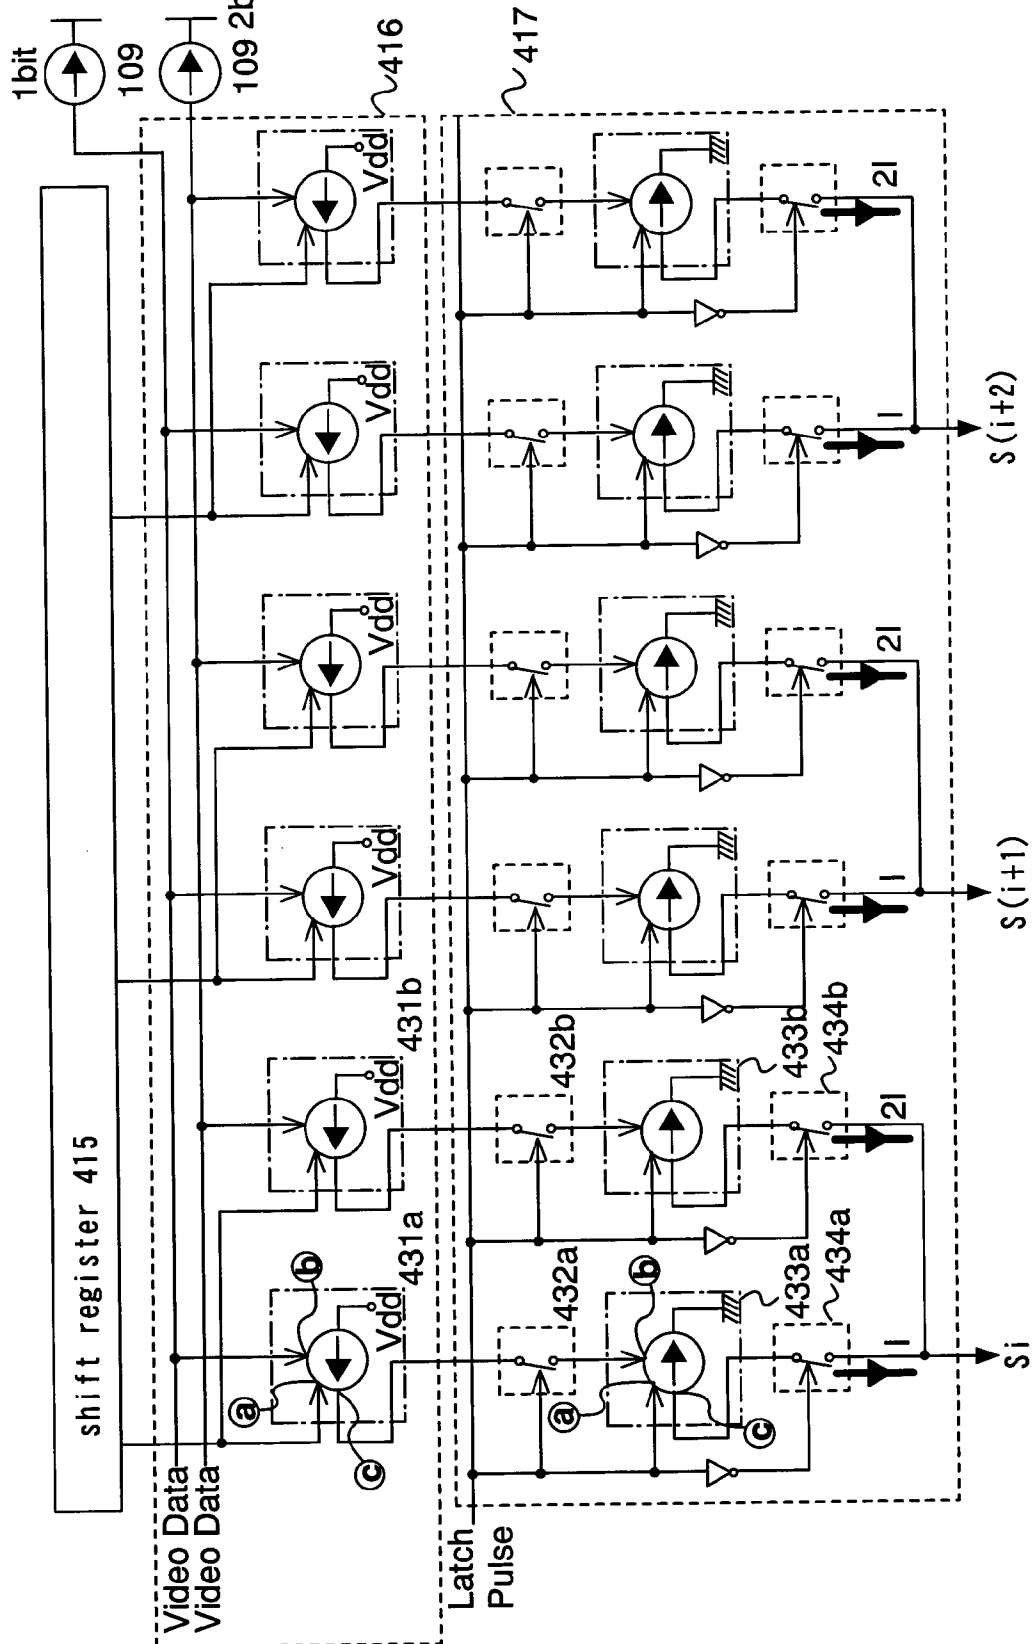 1bit
109
109 2b
shift register 415
416
Video Data
Video Data
Vdd
Vdd
Vdd
Vdd
Vdd
Vdd
a
b
c
431a
431b
417
Latch
Pulse
432a
432b
a
b
c
433a
433b
434a
434b
I
2I
I
2I
I
2I
Si
S(i+1)
S(i+2)